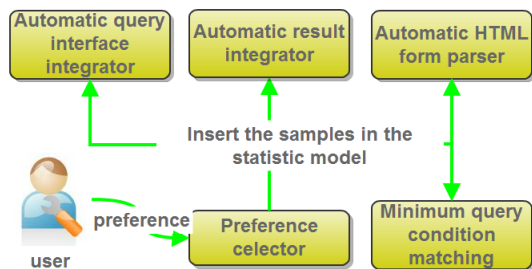 Automatic query
interface
integrator
Automatic result
integrator
Automatic HTML
form parser
Insert the samples in the
statistic model
preference
user
Preference
celector
Minimum query
condition
matching